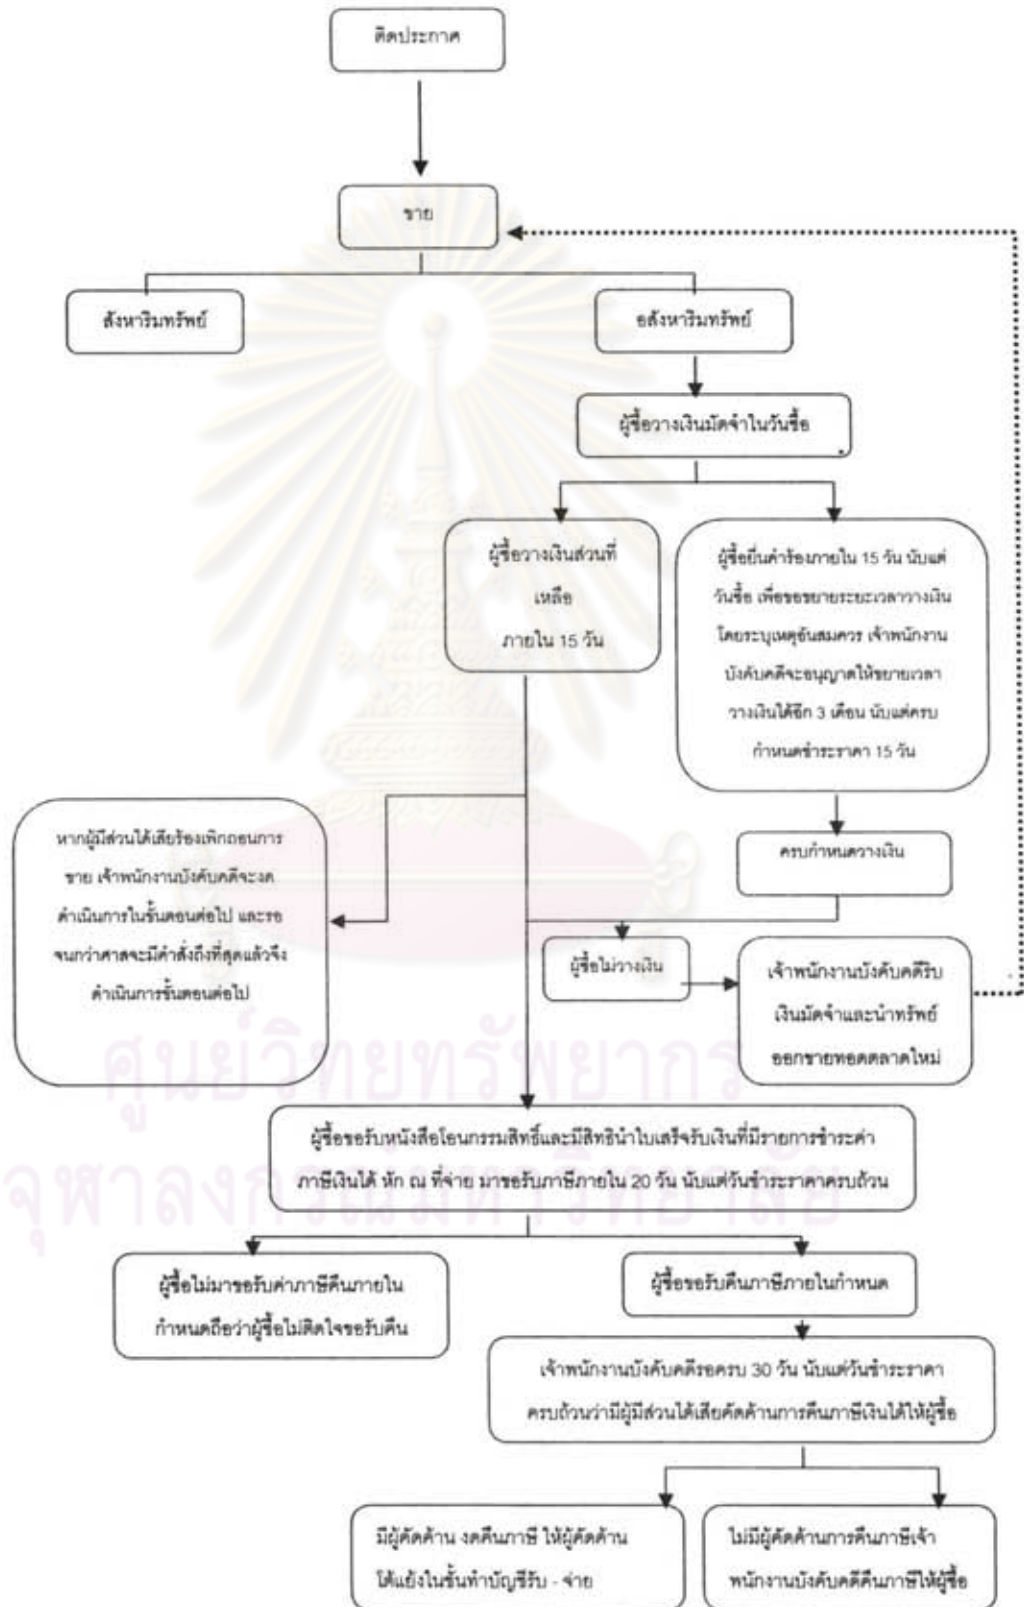 ติดประกาศ
ขาย
สังหาริมทรัพย์
อสังหาริมทรัพย์
ผู้ซื้อวางเงินมัดจำในวันซื้อ
ผู้ซื้อวางเงินส่วนที่
เหลือ
ภายใน 15 วัน
ผู้ซื้อยื่นคำร้องภายใน 15 วัน นับแต่
วันซื้อ เพื่อขอขยายระยะเวลาวางเงิน
โดยระบุเหตุอันสมควร เจ้าพนักงาน
บังคับคดีจะอนุญาตให้ขยายเวลา
วางเงินได้อีก 3 เดือน นับแต่ครบ
กำหนดชำระราคา 15 วัน
หากผู้มีส่วนได้เสียร้องเพิกถอนการ
ขาย เจ้าพนักงานบังคับคดีจะงด
ดำเนินการในขั้นตอนต่อไป และรอ
จนกว่าศาลจะมีคำสั่งถึงที่สุดแล้วจึง
ดำเนินการขั้นตอนต่อไป
ครบกำหนดวางเงิน
ผู้ซื้อไม่วางเงิน
เจ้าพนักงานบังคับคดีริบ
เงินมัดจำและนำทรัพย์
ออกขายทอดตลาดใหม่
ศูนย์วิทยทรัพยากร
จุฬาลงกรณ์มหาวิทยาลัย
ผู้ซื้อขอรับหนังสือโอนกรรมสิทธิ์และมีสิทธินำใบเสร็จรับเงินที่มีรายการชำระค่า
ภาษีเงินได้ หัก ณ ที่จ่าย มาขอรับภาษีภายใน 20 วัน นับแต่วันชำระราคาครบถ้วน
ผู้ซื้อไม่มาขอรับค่าภาษีคืนภายใน
กำหนดถือว่าผู้ซื้อไม่ติดใจขอรับคืน
ผู้ซื้อขอรับคืนภาษีภายในกำหนด
เจ้าพนักงานบังคับคดีรอครบ 30 วัน นับแต่วันชำระราคา
ครบถ้วนว่ามีผู้มีส่วนได้เสียคัดค้านการคืนภาษีเงินได้ให้ผู้ซื้อ
มีผู้คัดค้าน งดคืนภาษี ให้ผู้คัดค้าน
โต้แย้งในชั้นทำบัญชีรับ - จ่าย
ไม่มีผู้คัดค้านการคืนภาษีเจ้า
พนักงานบังคับคดีคืนภาษีให้ผู้ซื้อ